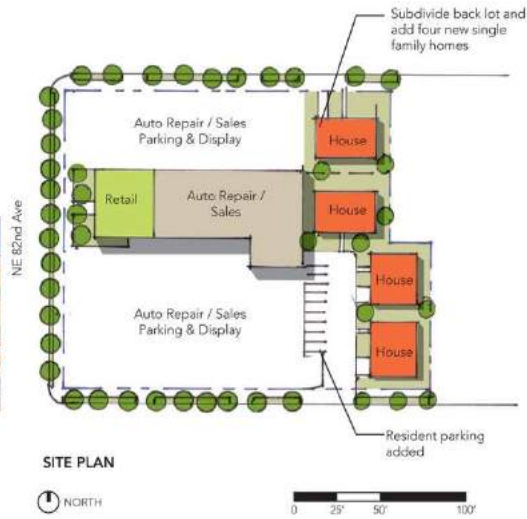 Subdivide back lot and
add four new single
family homes
Auto Repair / Sales
Parking & Display
House
NE 82nd Ave
Retail
Auto Repair /
Sales
House
House
Auto Repair / Sales
Parking & Display
House
Resident parking
added
SITE PLAN
NORTH
0 25' 50' 100'